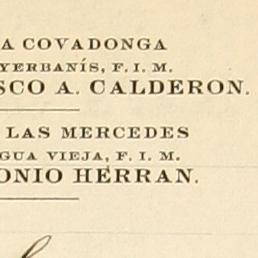 A COVADONGA
YERBANÍS, F. I. M.
SCO A. CALDERON.
LAS MERCEDES
GUA VIEJA, F. I. M.
ONIO HERRAN.